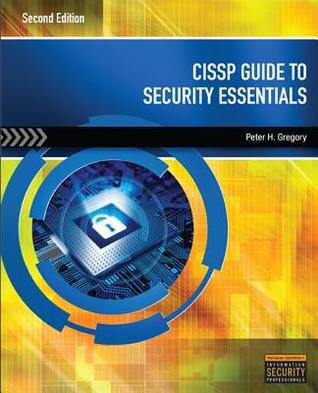 Second Edition
CISSP GUIDE TO
SECURITY ESSENTIALS
Peter H. Gregory
INFORMATION
SECURITY
PROFESSIONALS